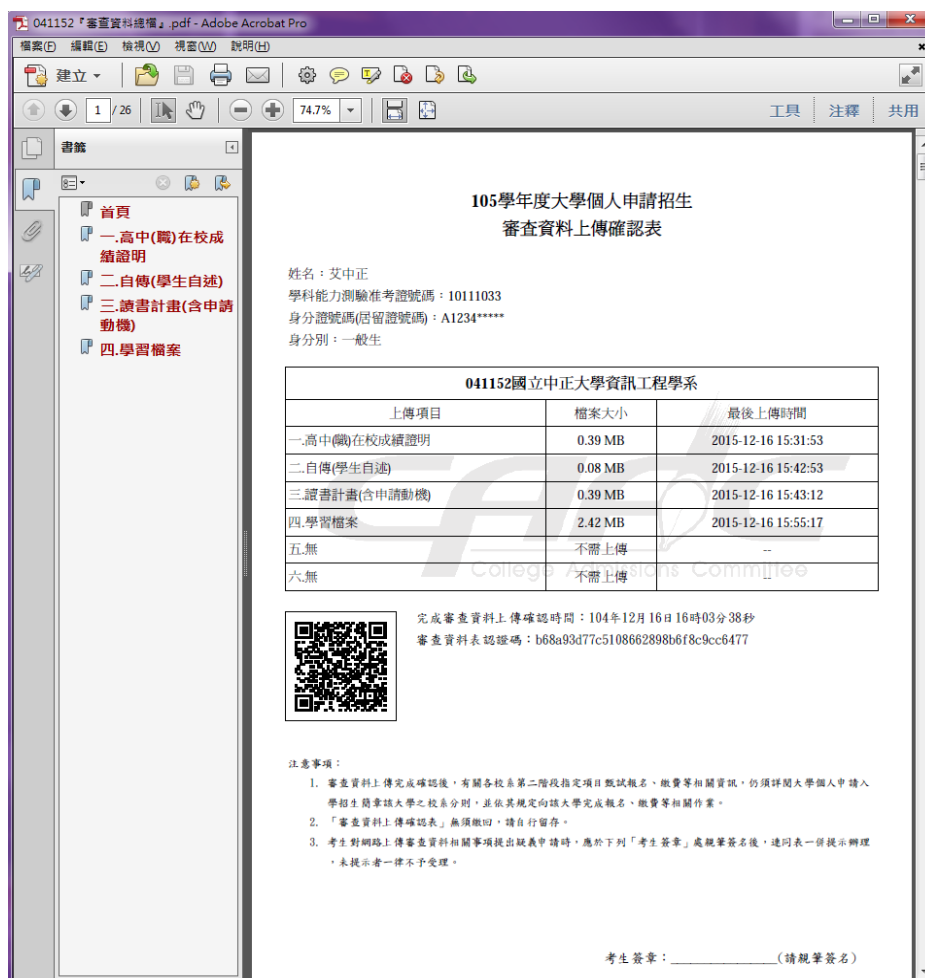 041152『審查資料總檔』.pdf - Adobe Acrobat Pro
檔案(F) 編輯(E) 檢視(V) 視窗(W) 說明(H)
建立
1 / 26 74.7% 工具 注釋 共用
書籤
首頁
一.高中(職)在校成
績證明
二.自傳(學生自述)
三.讀書計畫(含申請
動機)
四.學習檔案
105學年度大學個人申請招生
審查資料上傳確認表
姓名：艾中正
學科能力測驗准考證號碼：10111033
身分證號碼(居留證號碼)：A1234*****
身分別：一般生
041152國立中正大學資訊工程學系
上傳項目 檔案大小 最後上傳時間
一.高中(職)在校成績證明 0.39 MB 2015-12-16 15:31:53
二.自傳(學生自述) 0.08 MB 2015-12-16 15:42:53
三.讀書計畫(含申請動機) 0.39 MB 2015-12-16 15:43:12
四.學習檔案 2.42 MB 2015-12-16 15:55:17
五.無 不需上傳 --
六.無 不需上傳 --
CAAC
College Admissions Committee
完成審查資料上傳確認時間：104年12月16日16時03分38秒
審查資料表認證碼：b68a93d77c5108662898b6f8c9cc6477
注意事項：
1. 審查資料上傳完成確認後，有關各校系第二階段指定項目甄試報名、繳費等相關資訊，仍須詳閱大學個人申請入
學招生簡章該大學之校系分則，並依其規定向該大學完成報名、繳費等相關作業。
2. 「審查資料上傳確認表」無須繳回，請自行留存。
3. 考生對網路上傳審查資料相關事項提出疑義申請時，應於下列「考生簽章」處親筆簽名後，連同表一併提示辦理
，未提示者一律不予受理。
考生簽章：________________(請親筆簽名)